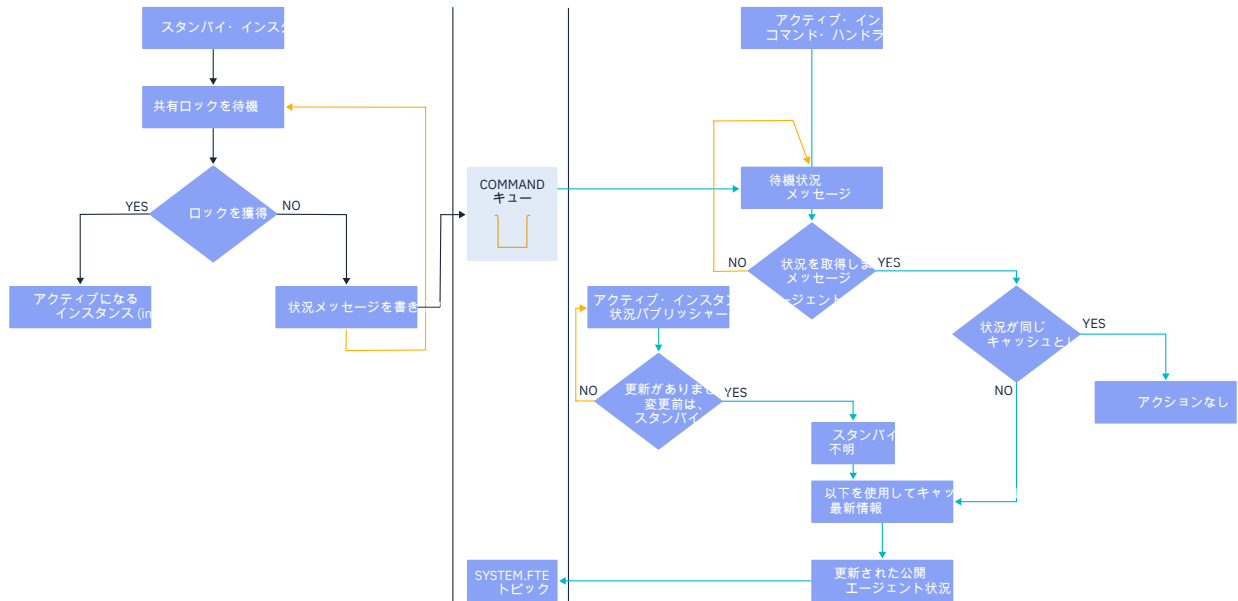 スタンバイ・インスタ
共有ロックを待機
ロックを獲得
YES
NO
アクティブになる
インスタンス (in
状況メッセージを書き
COMMAND
キュー
SYSTEM.FTE
トピック
アクティブ・イン
コマンド・ハンドラ
待機状況
メッセージ
状況を取得しま
メッセージ
NO
YES
アクティブ・インスタン
状況パブリッシャー
ージェント
更新がありませ
変更前は、
スタンバイ
NO
YES
スタンバイ
不明
以下を使用してキャッ
最新情報
更新された公開
エージェント状況
状況が同じ
キャッシュとし
YES
NO
アクションなし